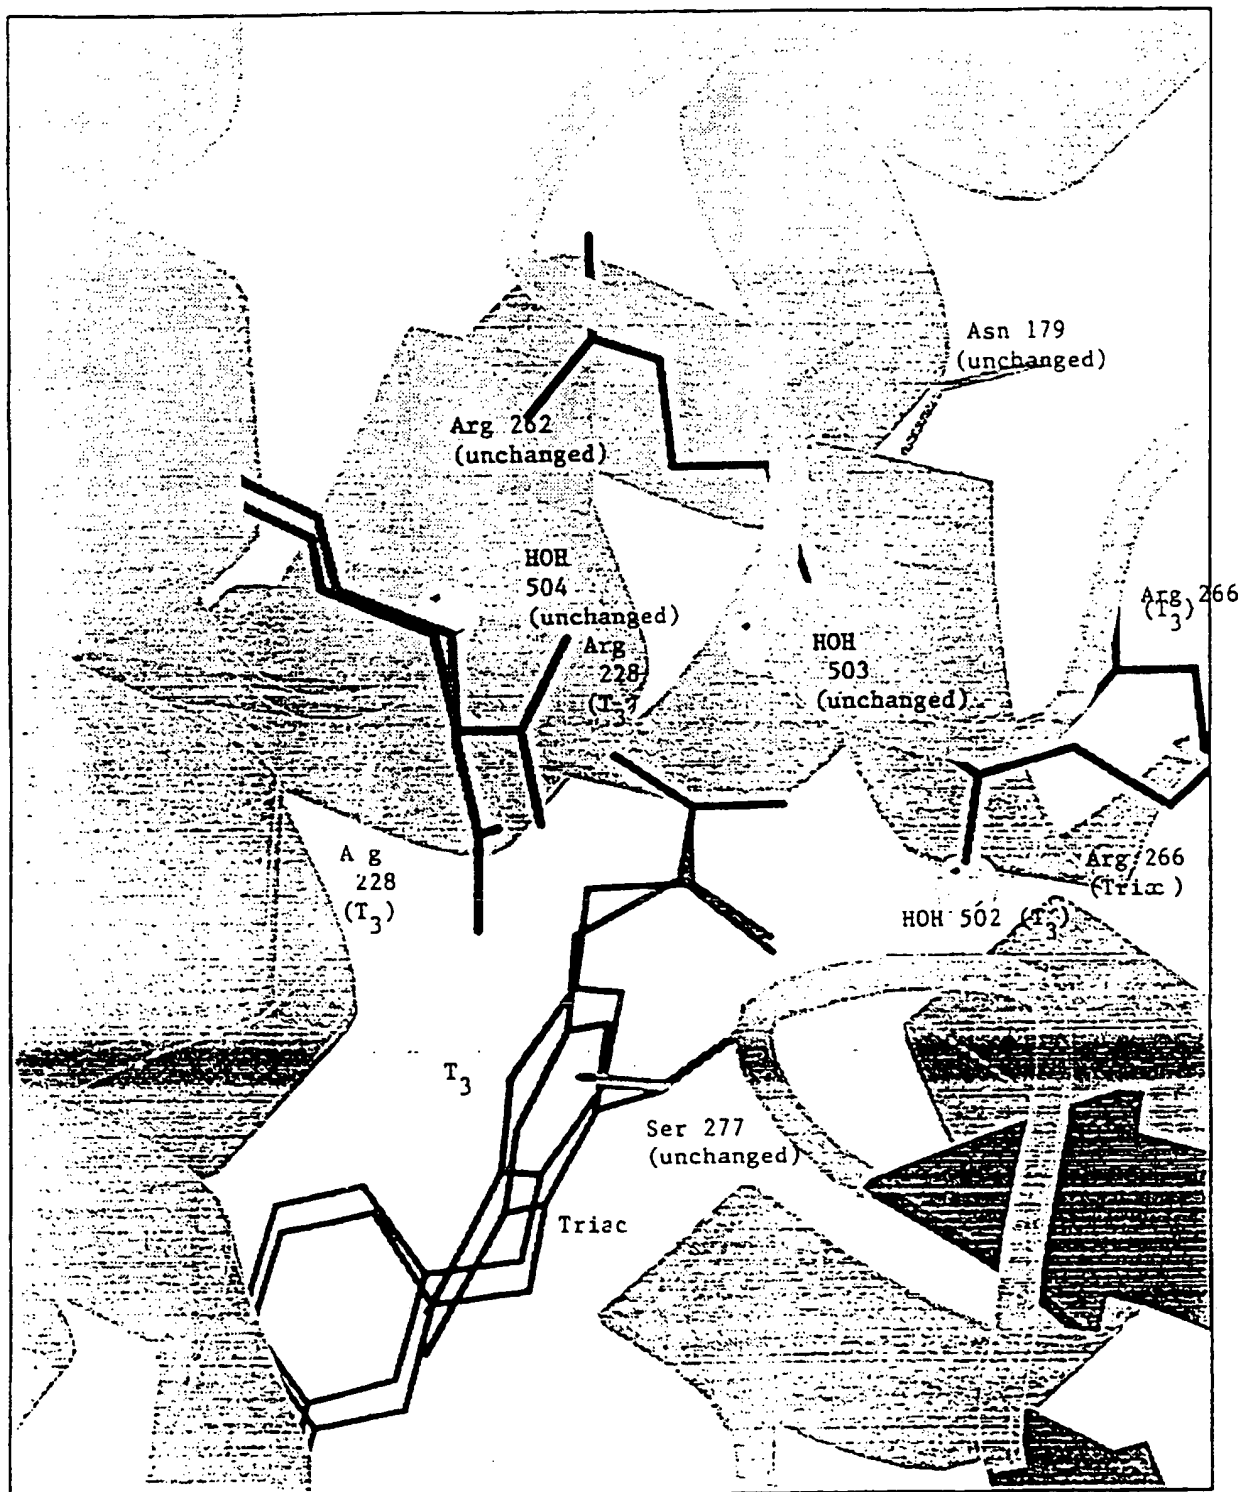 Asn 179
(unchanged)
Arg 262
(unchanged)
HOH
504
(unchanged)
Arg
228
(T3)
Arg 266
(T3)
HOH
503
(unchanged)
A g
228
(T3)
Arg 266
(Triac)
HOH 502 (T3)
T3
Ser 277
(unchanged)
Triac